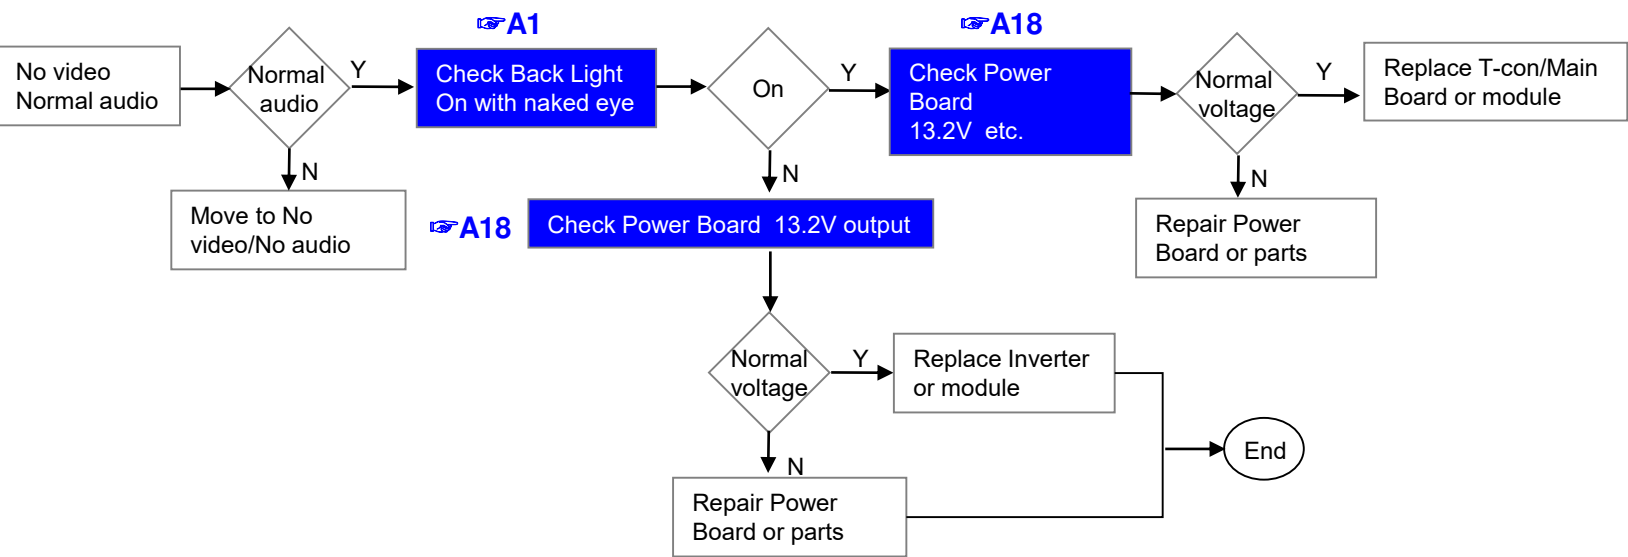 ☞A1
☞A18
No video
Normal audio
Normal
audio
Y
Check Back Light
On with naked eye
On
Y
Check Power
Board
13.2V etc.
Normal
voltage
Y
Replace T-con/Main
Board or module
N
Move to No
video/No audio
N
☞A18
Check Power Board 13.2V output
N
Repair Power
Board or parts
Normal
voltage
Y
Replace Inverter
or module
N
Repair Power
Board or parts
End